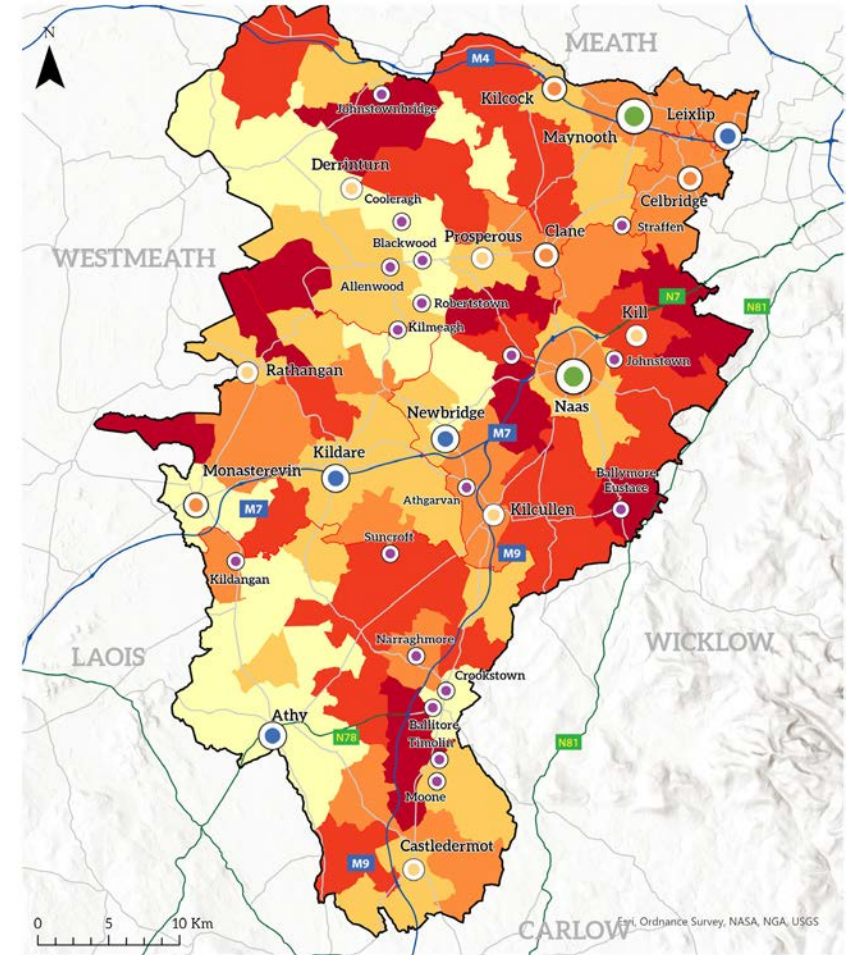 N
MEATH
M4
Kilcock
Johnstownbridge
Leixlip
Maynooth
Derrinturn
Celbridge
Cooleragh
Straffen
Clane
Prosperous
Blackwood
WESTMEATH
Allenwood
N7
Robertstown
N81
Kill
Kilmeagh
Johnstown
Rathangan
Naas
Newbridge
M7
Kildare
Monasterevin
Ballymore
Eustace
Athgarvan
M7
Kilcullen
Suncroft
M9
Kildangan
Narraghmore
WICKLOW
LAOIS
Crookstown
Athy
Ballitore
N78
Timolin
N81
Moone
Castledermot
M9
0 5 10 Km
CARLOW
Esri, Ordnance Survey, NASA, NGA, USGS